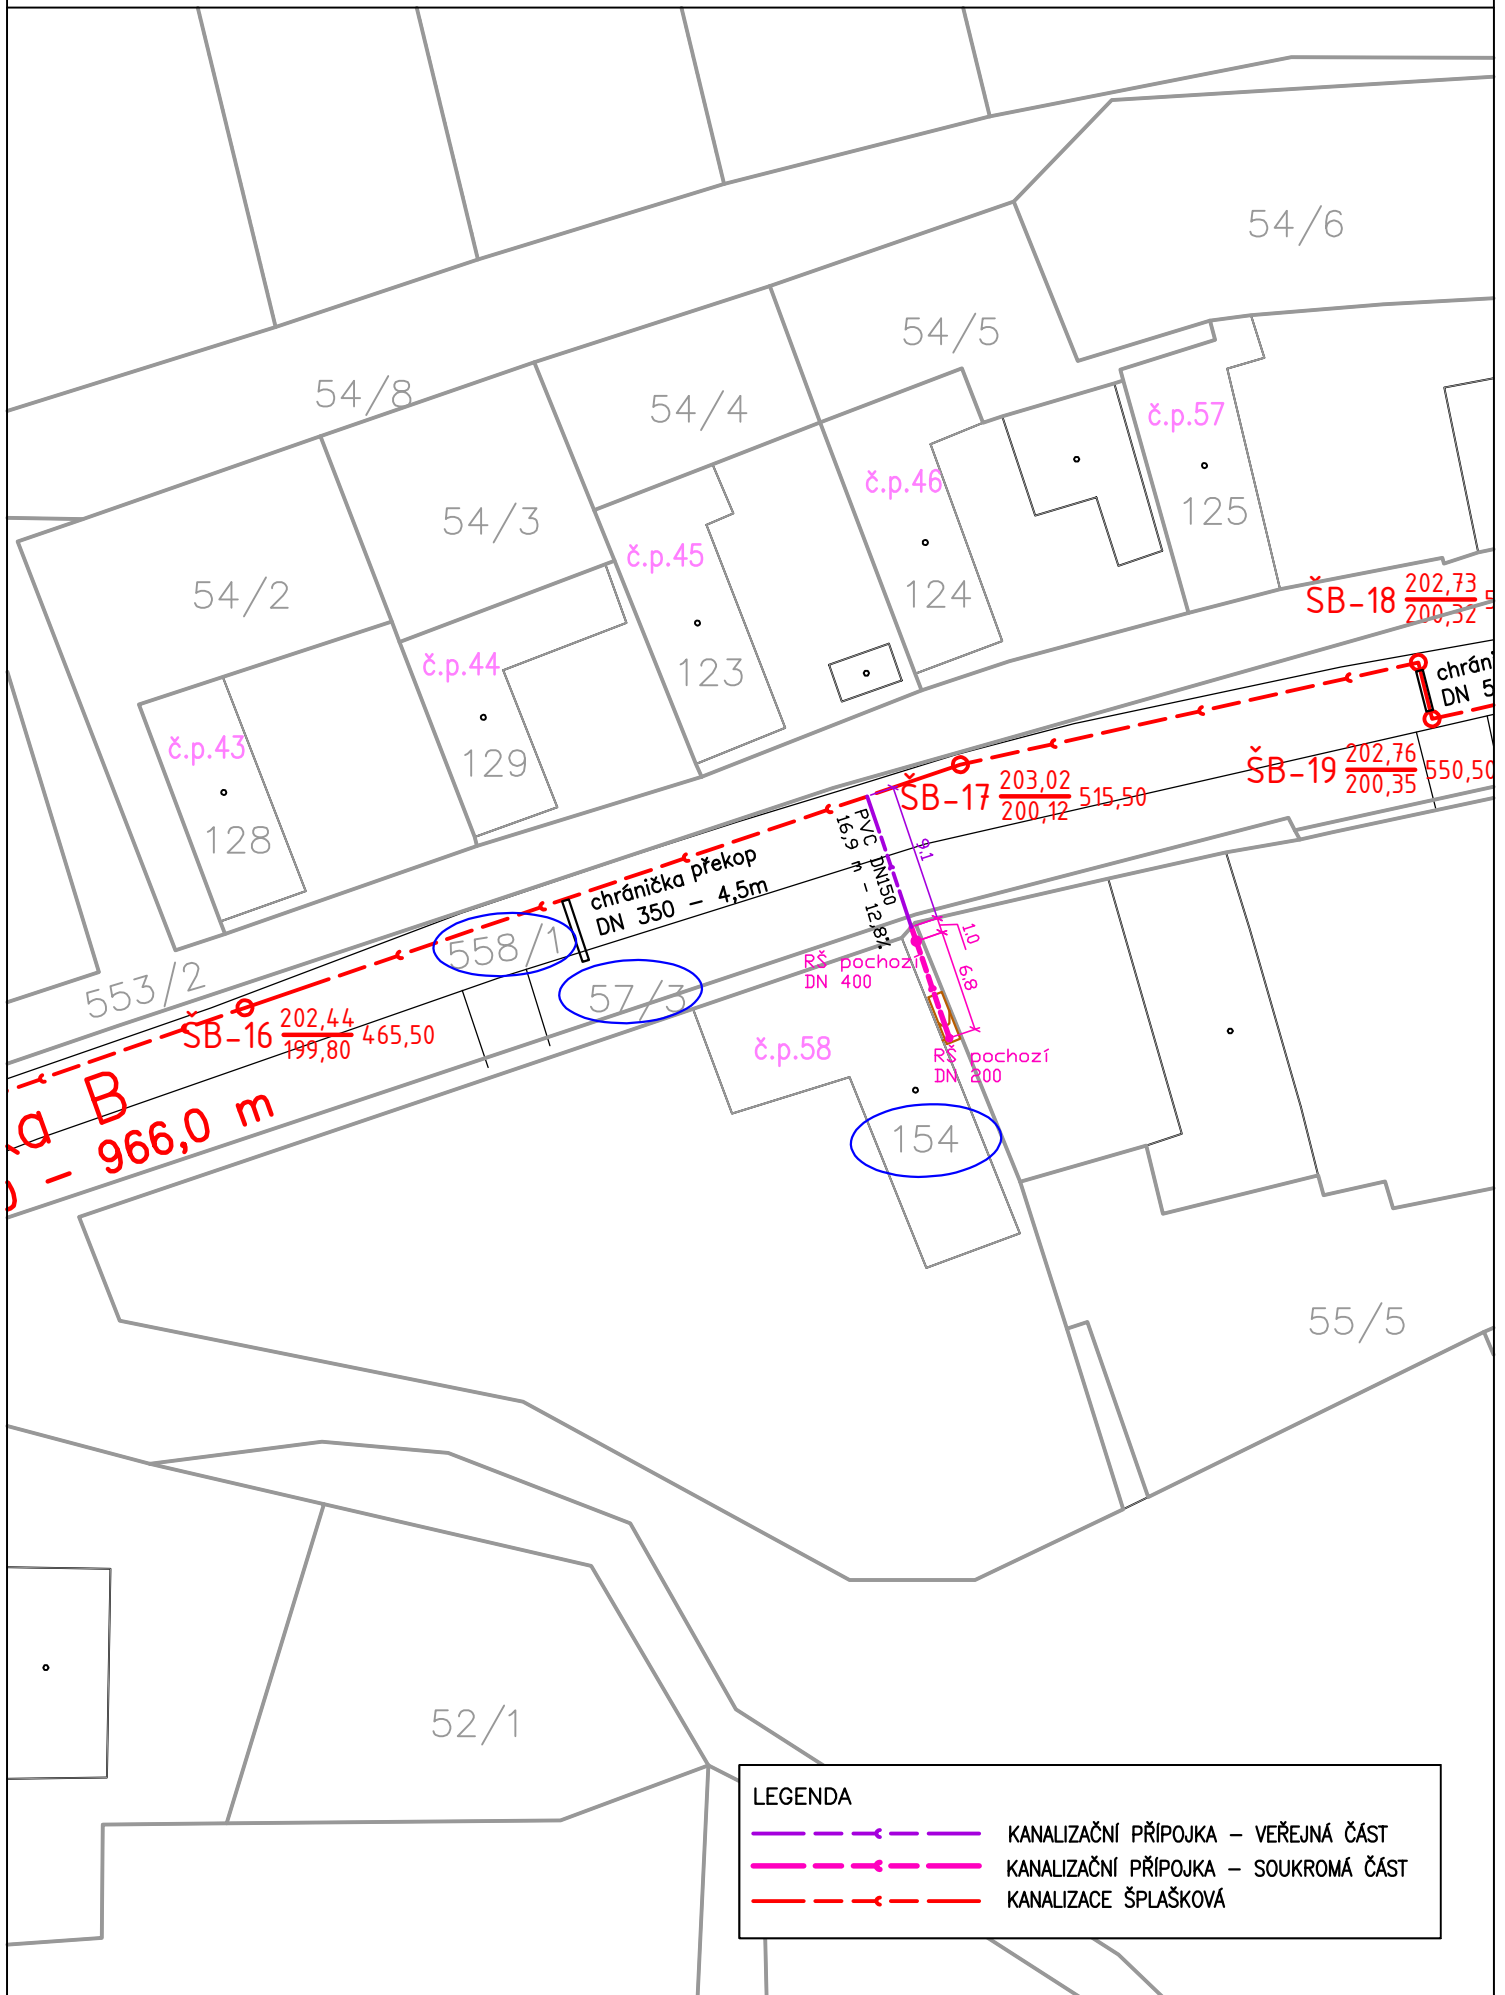 54/6
54/5
54/8
54/4
č.p.57
č.p.46
125
54/3
č.p.45
54/2
124
ŠB-18 202,73
200,32
č.p.44
123
chráni
DN 5
č.p.43
129
ŠB-19 202,76
200,35 550,50
ŠB-17 203,02
200,12 515,50
128
PVC DN150
16,9 m - 12,8%
9,1
1.0
6,8
chránička překop
DN 350 - 4,5m
558/1
553/2
57/3
RŠ pochozí
DN 400
ŠB-16 202,44
199,80 465,50
č.p.58
RŠ pochozí
DN 200
B
- 966,0 m
154
55/5
52/1
LEGENDA
KANALIZAČNÍ PŘÍPOJKA - VEŘEJNÁ ČÁST
KANALIZAČNÍ PŘÍPOJKA - SOUKROMÁ ČÁST
KANALIZACE ŠPLAŠKOVÁ